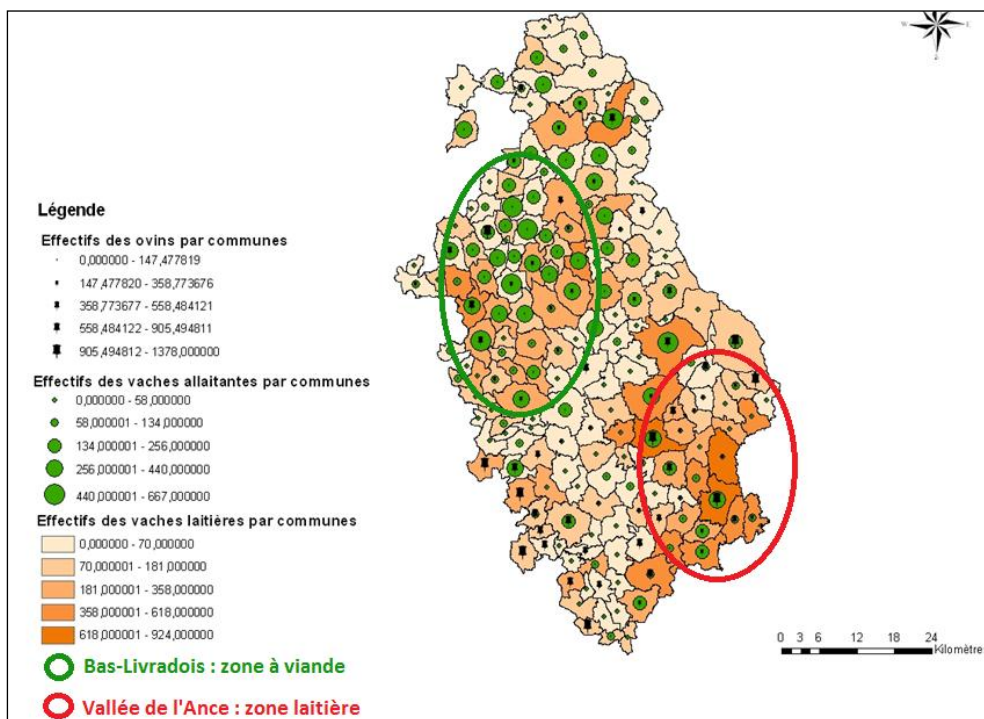 W E
Légende
Effectifs des ovins par communes
0,000000 - 147,477819
147,477820 - 358,773676
358,773677 - 558,484121
558,484122 - 905,494811
905,494812 - 1378,000000
Effectifs des vaches allaitantes par communes
0,000000 - 58,000000
58,000001 - 134,000000
134,000001 - 256,000000
256,000001 - 440,000000
440,000001 - 667,000000
Effectifs des vaches laitières par communes
0,000000 - 70,000000
70,000001 - 181,000000
181,000001 - 358,000000
358,000001 - 618,000000
618,000001 - 924,000000
Bas-Livradois : zone à viande
Vallée de l'Ance : zone laitière
0 3 6 12 18 24
Kilomètres